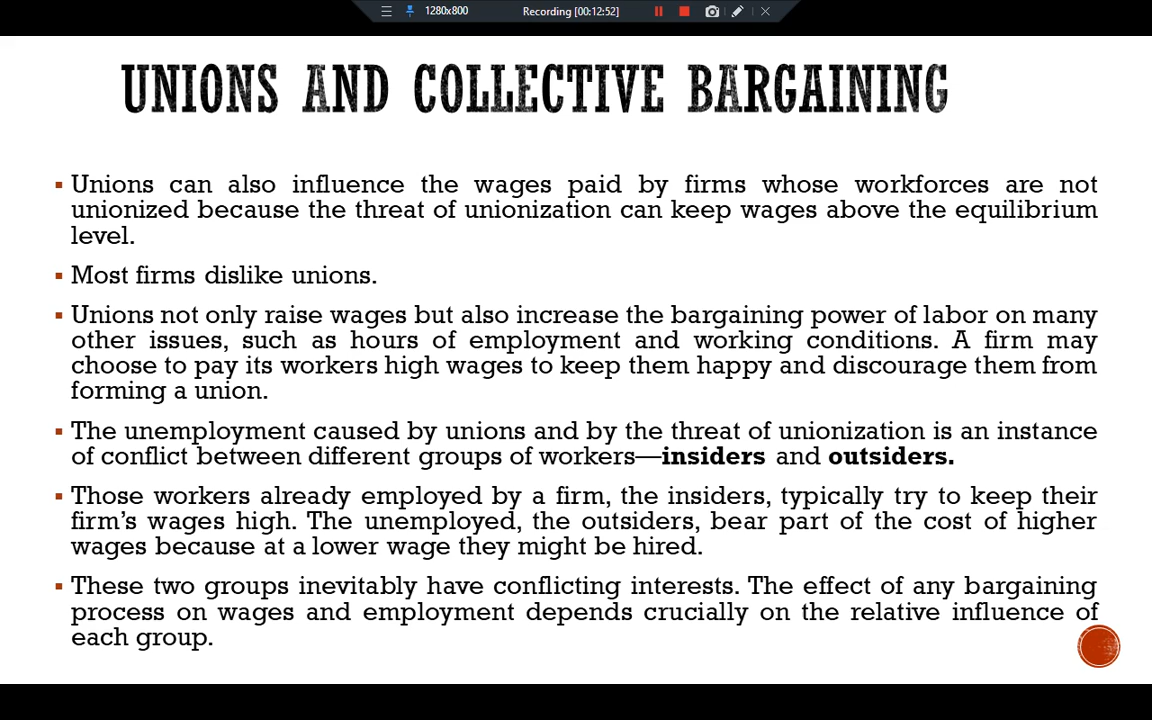 1280x800 Recording [00:12:52]
UNIONS AND COLLECTIVE BARGAINING
▪ Unions can also influence the wages paid by firms whose workforces are not
unionized because the threat of unionization can keep wages above the equilibrium
level.
▪ Most firms dislike unions.
▪ Unions not only raise wages but also increase the bargaining power of labor on many
other issues, such as hours of employment and working conditions. A firm may
choose to pay its workers high wages to keep them happy and discourage them from
forming a union.
▪ The unemployment caused by unions and by the threat of unionization is an instance
of conflict between different groups of workers—insiders and outsiders.
▪ Those workers already employed by a firm, the insiders, typically try to keep their
firm's wages high. The unemployed, the outsiders, bear part of the cost of higher
wages because at a lower wage they might be hired.
▪ These two groups inevitably have conflicting interests. The effect of any bargaining
process on wages and employment depends crucially on the relative influence of
each group.